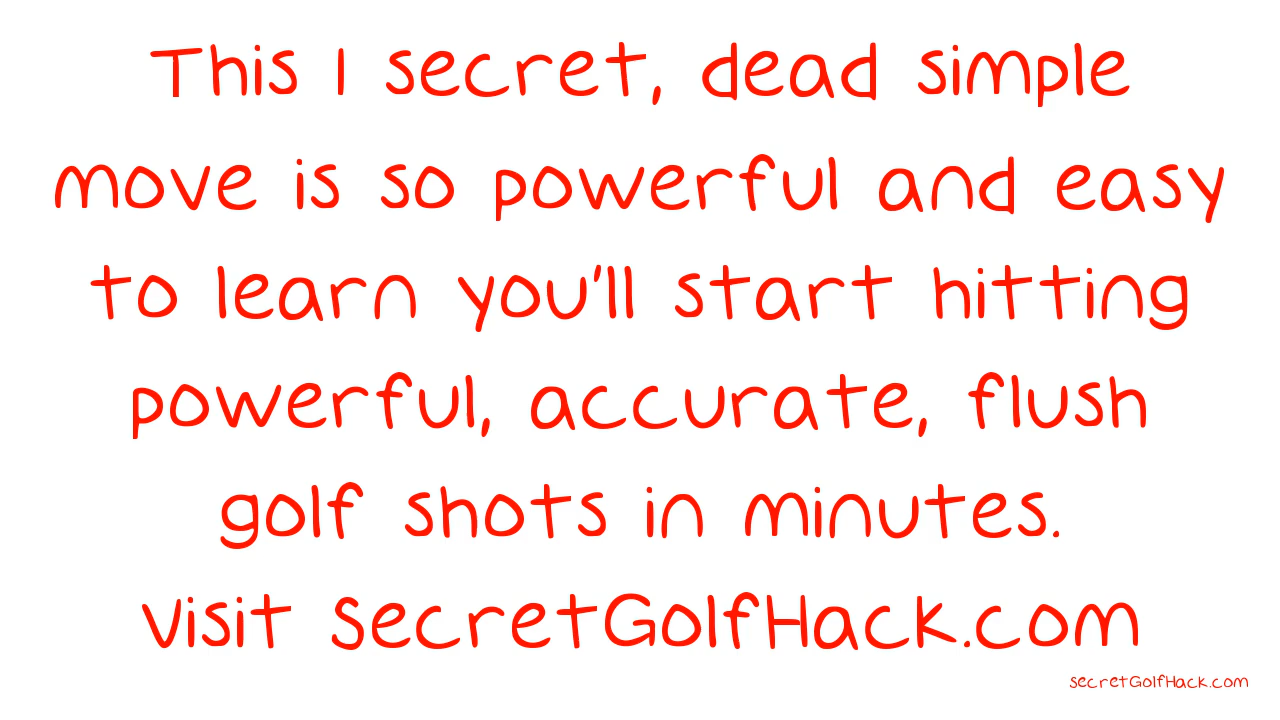 This 1 secret, dead simple
move is so powerful and easy
to learn you'll start hitting
powerful, accurate, flush
golf shots in minutes.
Visit SecretGolfHack.com
secretGolfHack.com